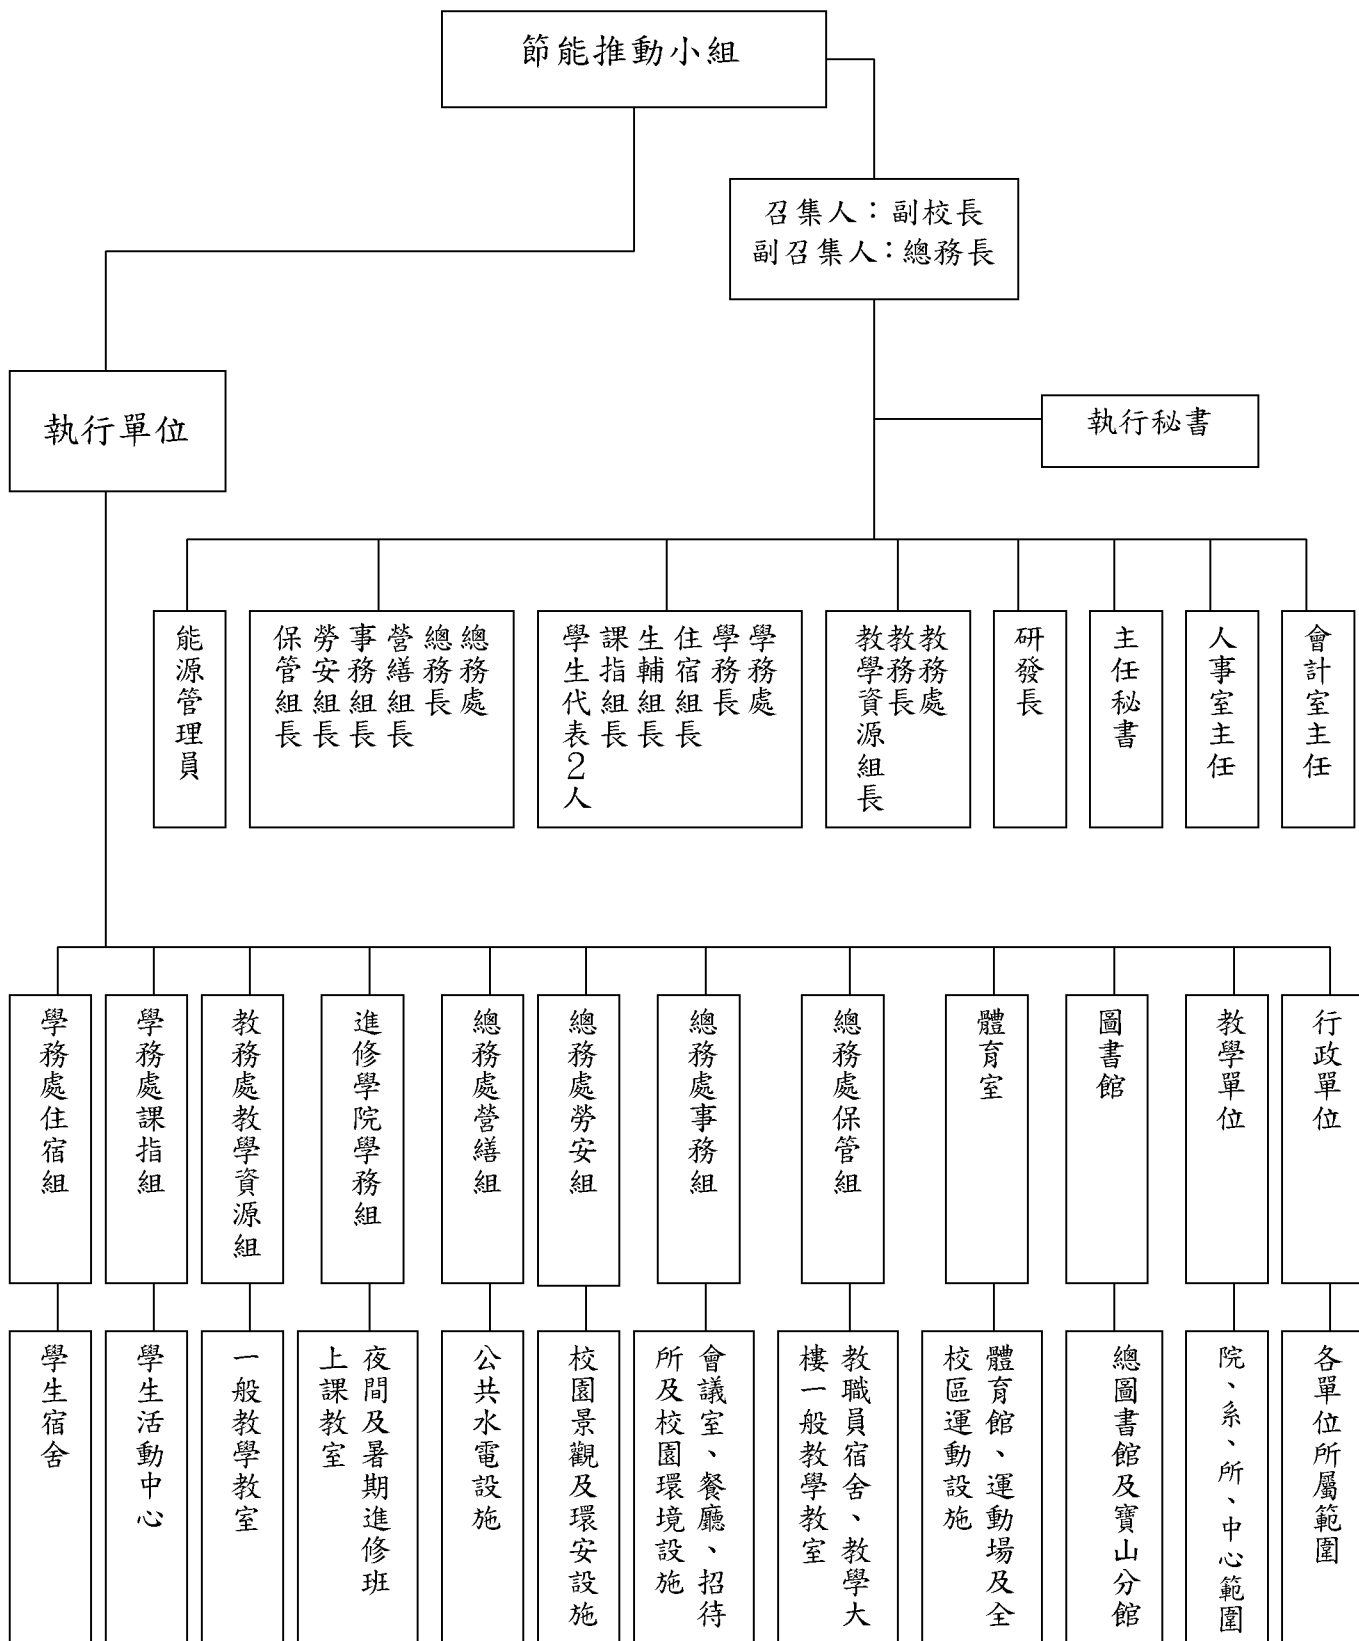 節能推動小組
召集人：副校長
副召集人：總務長
執行單位
執行秘書
能源管理員
總務處
總務長
營繕組長
事務組長
勞安組長
保管組長
學務處
學務長
住宿組長
生輔組長
課指組長
學生代表2人
教務處
教務長
教學資源組長
研發長
主任秘書
人事室主任
會計室主任
學務處住宿組
學務處課指組
教務處教學資源組
進修學院學務組
總務處營繕組
總務處勞安組
總務處事務組
總務處保管組
體育室
圖書館
教學單位
行政單位
學生宿舍
學生活動中心
一般教學教室
夜間及暑期進修班
上課教室
公共水電設施
校園景觀及環安設施
會議室、餐廳、招待
所及校園環境設施
教職員宿舍、教學大
樓一般教學教室
體育館、運動場及全
校區運動設施
總圖書館及寶山分館
院、系、所、中心範圍
各單位所屬範圍